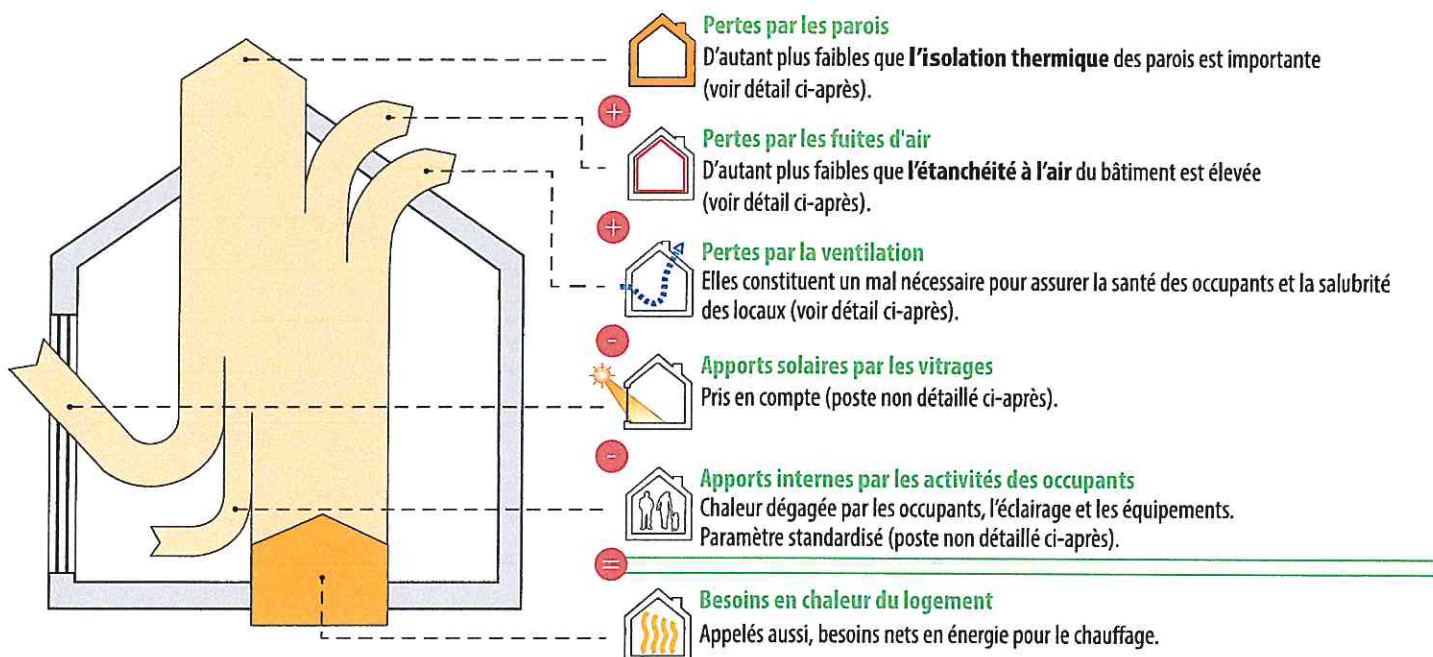 Pertes par les parois
D'autant plus faibles que l'isolation thermique des parois est importante
(voir détail ci-après).
+
Pertes par les fuites d'air
D'autant plus faibles que l'étanchéité à l'air du bâtiment est élevée
(voir détail ci-après).
+
Pertes par la ventilation
Elles constituent un mal nécessaire pour assurer la santé des occupants et la salubrité
des locaux (voir détail ci-après).
-
Apports solaires par les vitrages
Pris en compte (poste non détaillé ci-après).
-
Apports internes par les activités des occupants
Chaleur dégagée par les occupants, l'éclairage et les équipements.
Paramètre standardisé (poste non détaillé ci-après).
=
Besoins en chaleur du logement
Appelés aussi, besoins nets en énergie pour le chauffage.